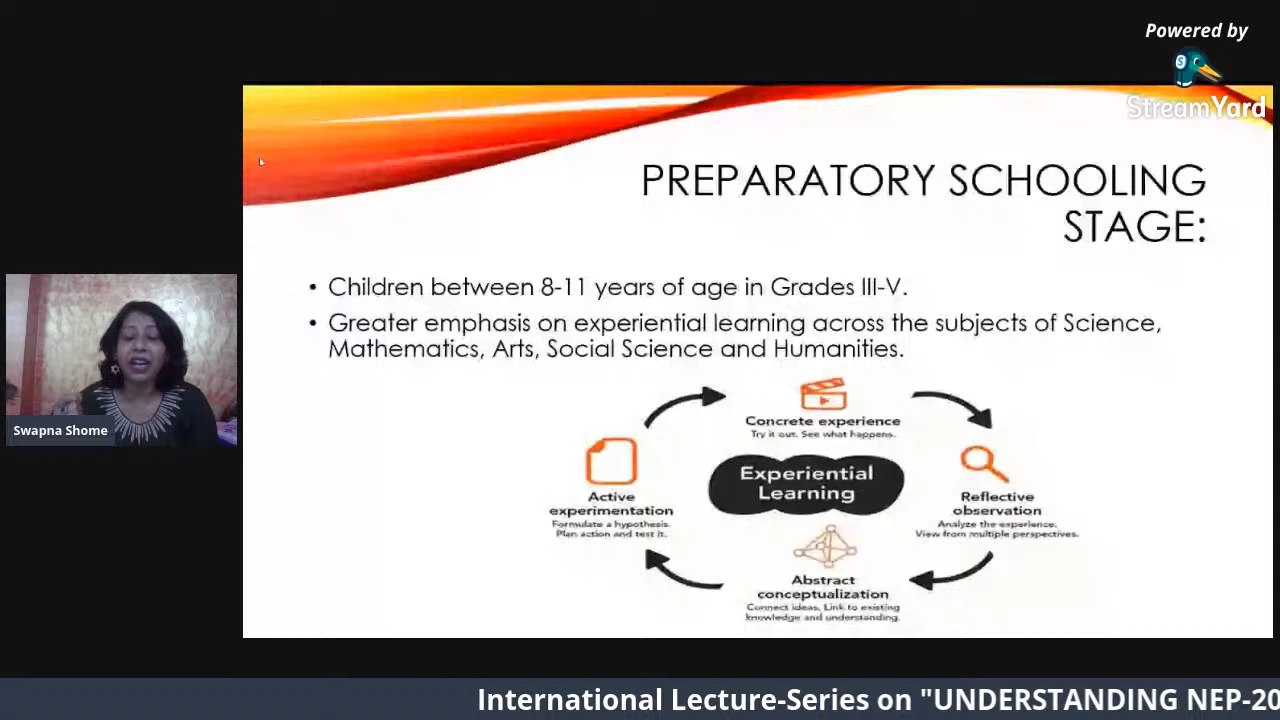 Powered by
StreamYard
PREPARATORY SCHOOLING
STAGE:
• Children between 8-11 years of age in Grades III-V.
• Greater emphasis on experiential learning across the subjects of Science,
Mathematics, Arts, Social Science and Humanities.
Concrete experience
Try it out. See what happens.
Experiential
Learning
Active
experimentation
Formulate a hypothesis.
Plan action and test it.
Reflective
observation
Analyze the experience.
View from multiple perspectives.
Abstract
conceptualization
Connect ideas. Link to existing
knowledge and understanding.
Swapna Shome
International Lecture-Series on "UNDERSTANDING NEP-20